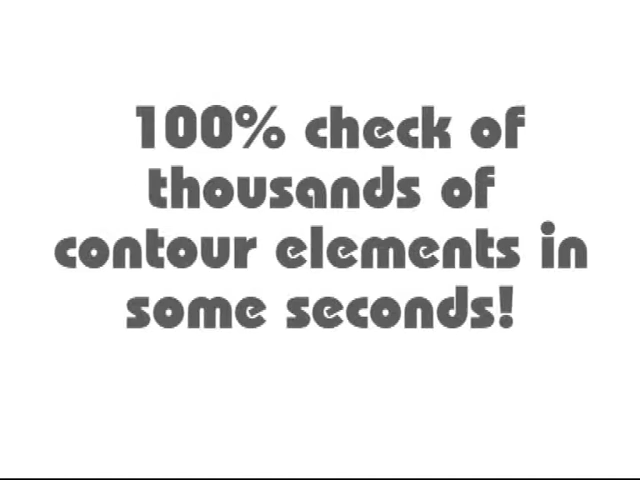 100% check of
thousands of
contour elements in
some seconds!